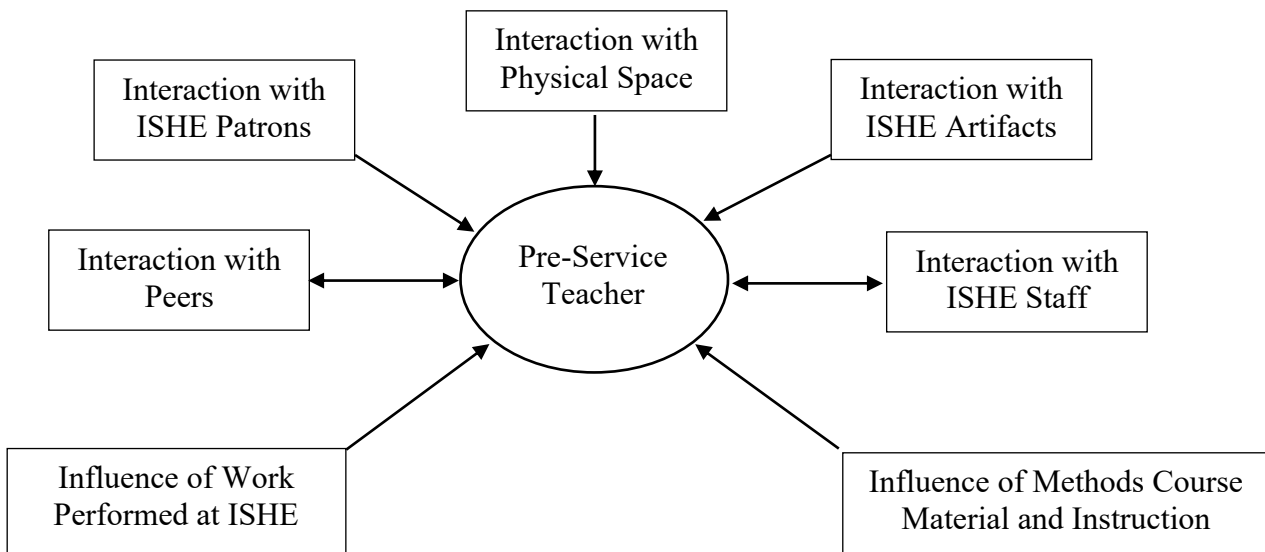 Interaction with
Physical Space
Interaction with
ISHE Patrons
Interaction with
ISHE Artifacts
Interaction with
Peers
Pre-Service
Teacher
Interaction with
ISHE Staff
Influence of Work
Performed at ISHE
Influence of Methods Course
Material and Instruction